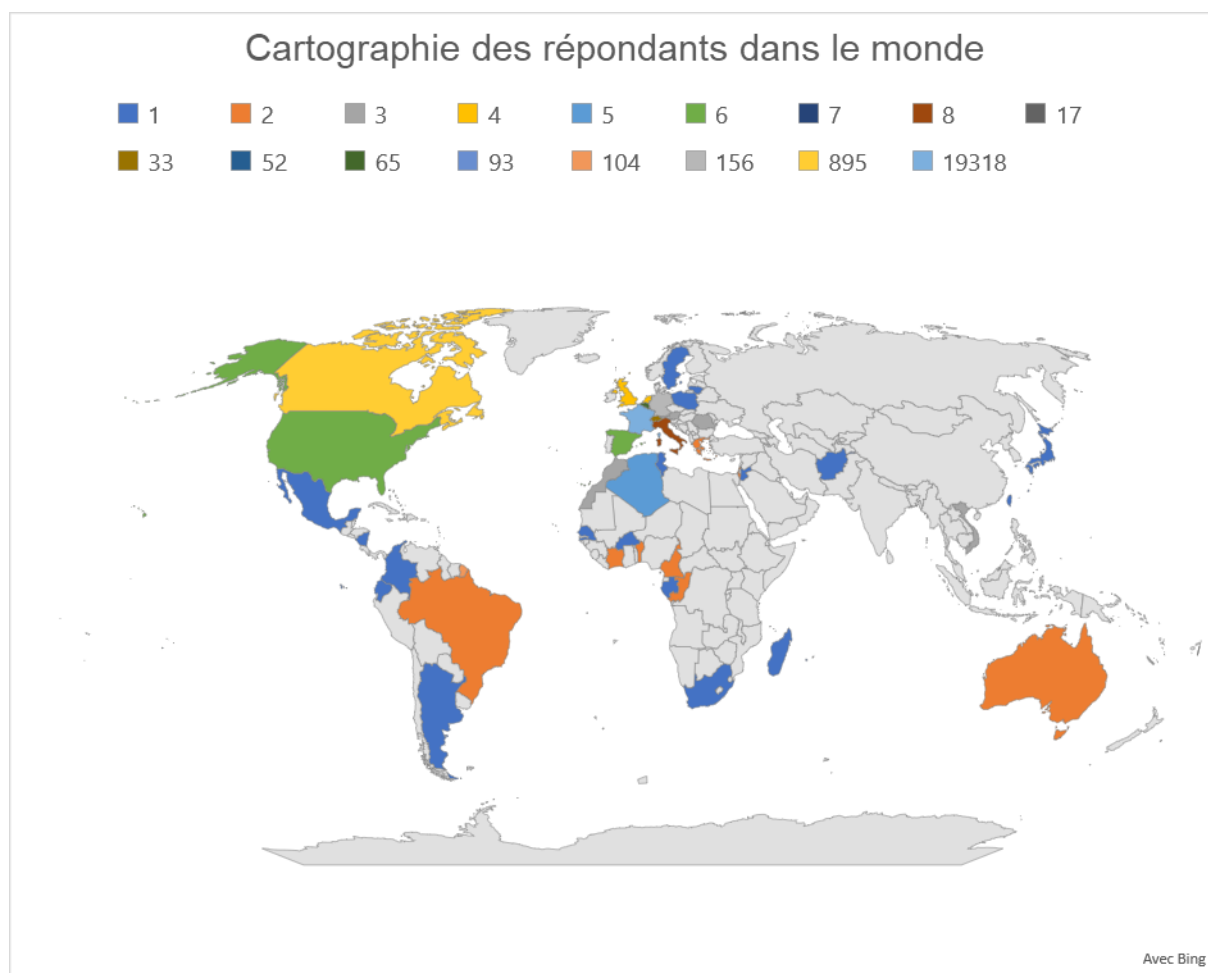 Cartographie des répondants dans le monde
1 2 3 4 5 6 7 8 17
33 52 65 93 104 156 895 19318
Avec Bing